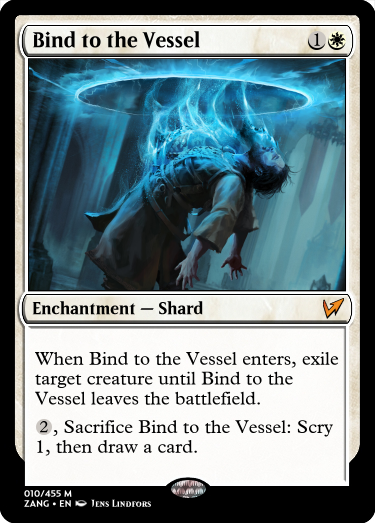 Bind to the Vessel 1
Enchantment — Shard
When Bind to the Vessel enters, exile
target creature until Bind to the
Vessel leaves the battlefield.
2, Sacrifice Bind to the Vessel: Scry
1, then draw a card.
010/455 M
ZANG • EN Jens Lindfors